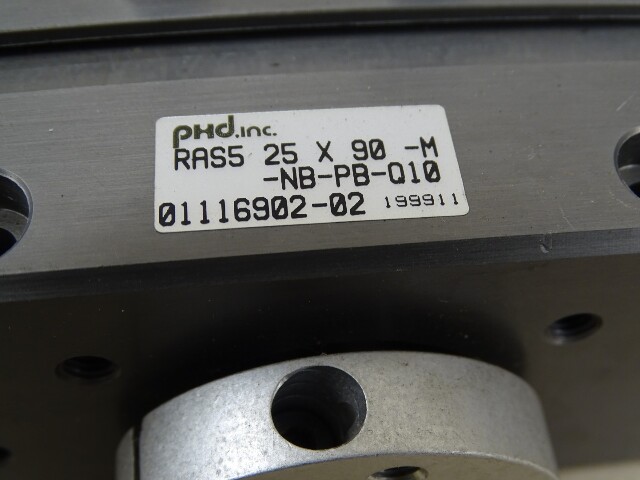 PHD.inc.
RAS5 25 X 90 -M
-NB-PB-Q10
01116902-02 199911